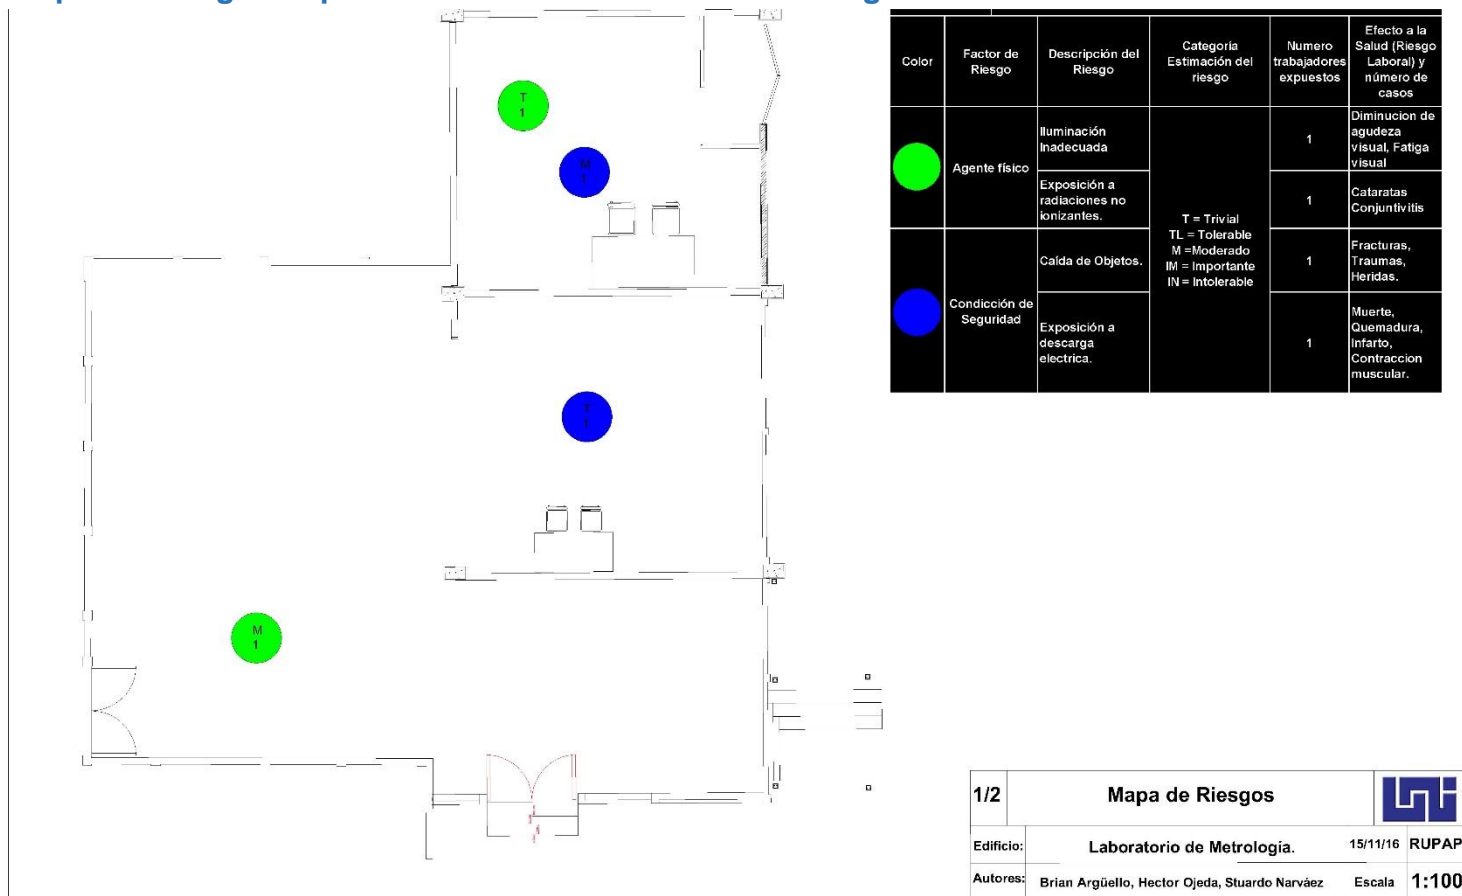 T
1
M
1
T
1
M
1
Color
Factor de
Riesgo
Descripción del
Riesgo
Categoría
Estimación del
riesgo
Numero
trabajadores
expuestos
Efecto a la
Salud (Riesgo
Laboral) y
número de
casos
Agente físico
Iluminación
Inadecuada
1
Diminucion de
agudeza
visual, Fatiga
visual
Exposición a
radiaciones no
ionizantes.
1
Cataratas
Conjuntivitis
T = Trivial
TL = Tolerable
M =Moderado
IM = Importante
IN = Intolerable
Condicción de
Seguridad
Caída de Objetos.
1
Fracturas,
Traumas,
Heridas.
Exposición a
descarga
electrica.
1
Muerte,
Quemadura,
Infarto,
Contraccion
muscular.
1/2
Mapa de Riesgos
Edificio:
Laboratorio de Metrología.
15/11/16
RUPAP
Autores:
Brian Argüello, Hector Ojeda, Stuardo Narváez
Escala
1:100